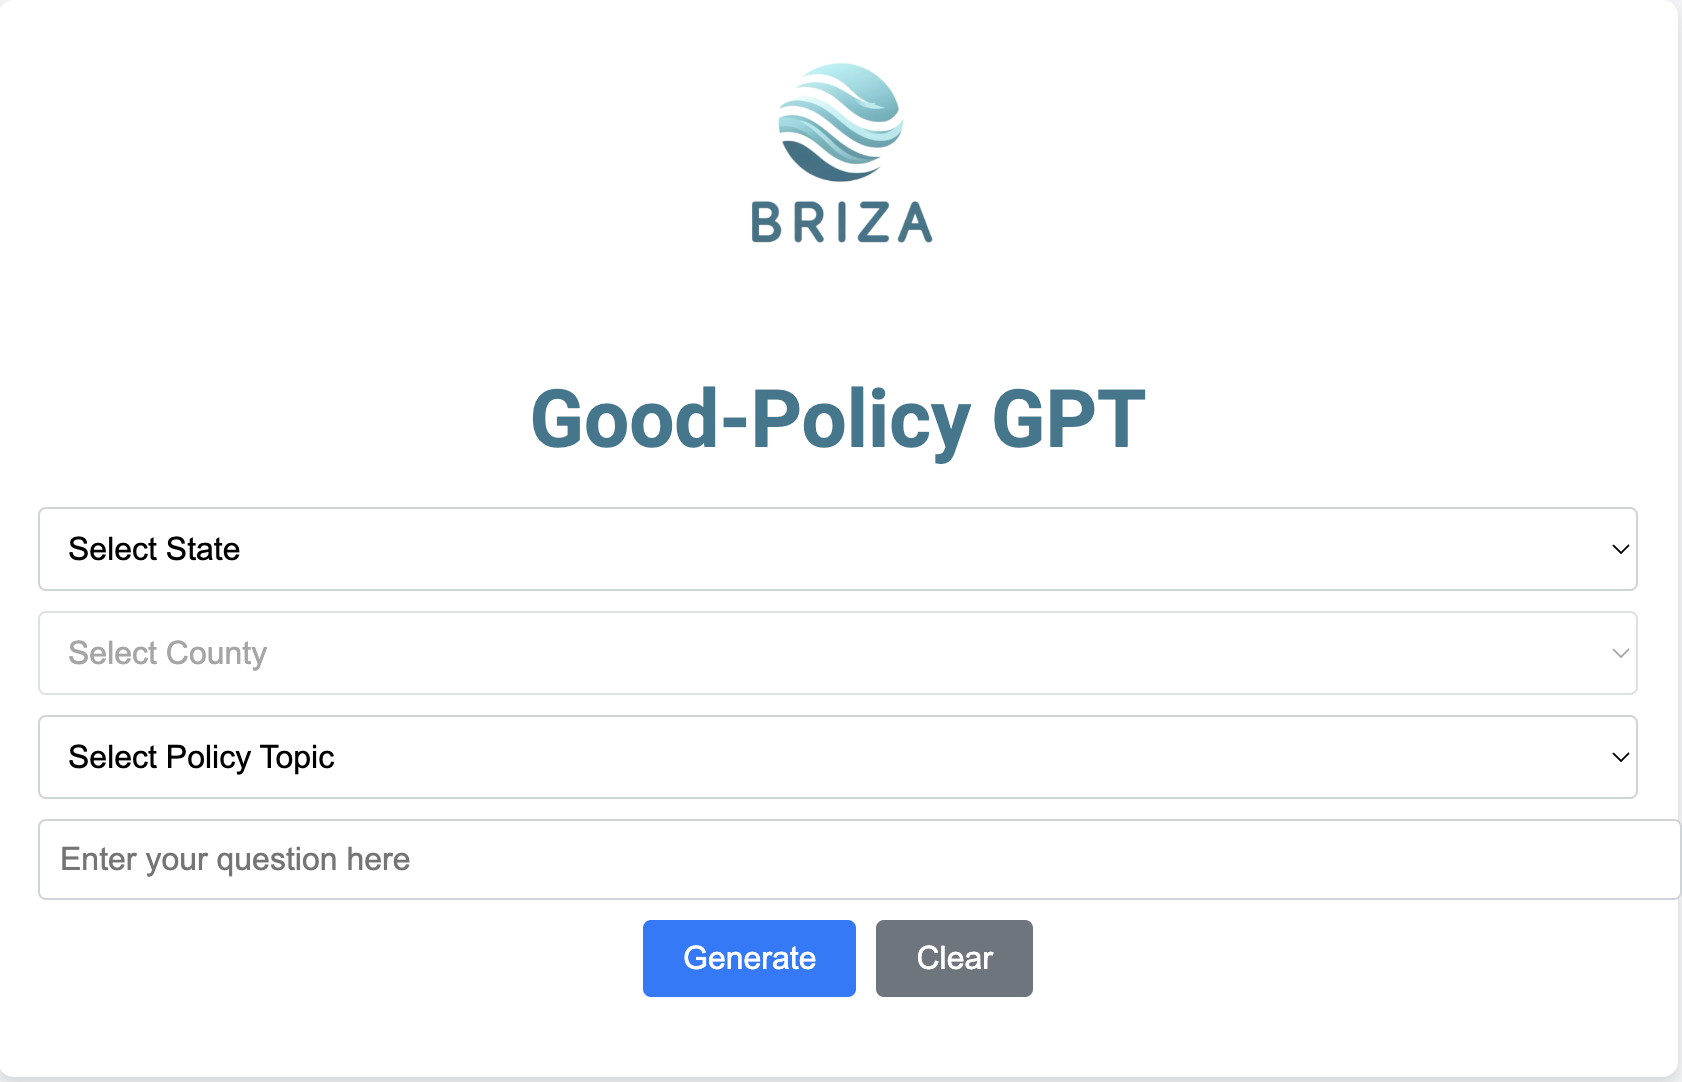 BRIZA
Good-Policy GPT
Select State
Select County
Select Policy Topic
Enter your question here
Generate
Clear